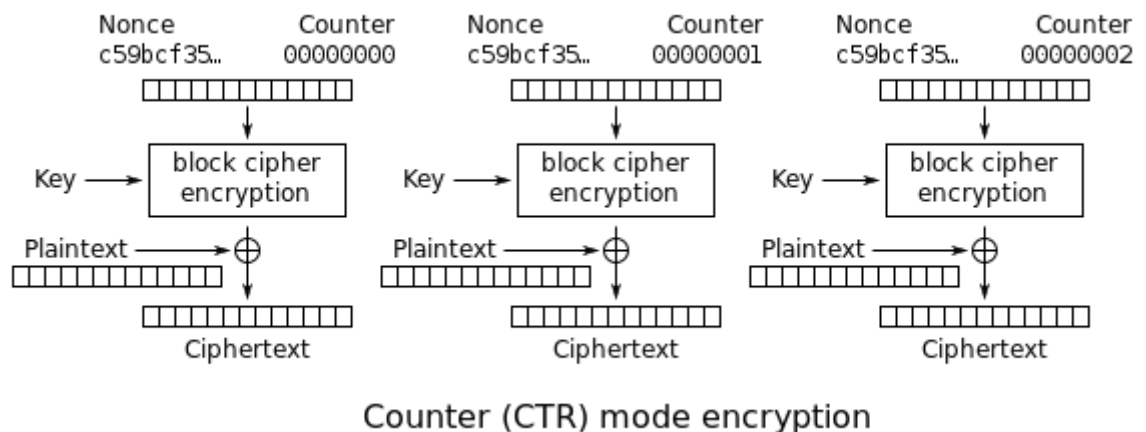 Nonce Counter Nonce Counter Nonce Counter
c59bcf35… 00000000 c59bcf35… 00000001 c59bcf35… 00000002
Key block cipher encryption Key block cipher encryption Key block cipher encryption
Plaintext Plaintext Plaintext
Ciphertext Ciphertext Ciphertext
Counter (CTR) mode encryption